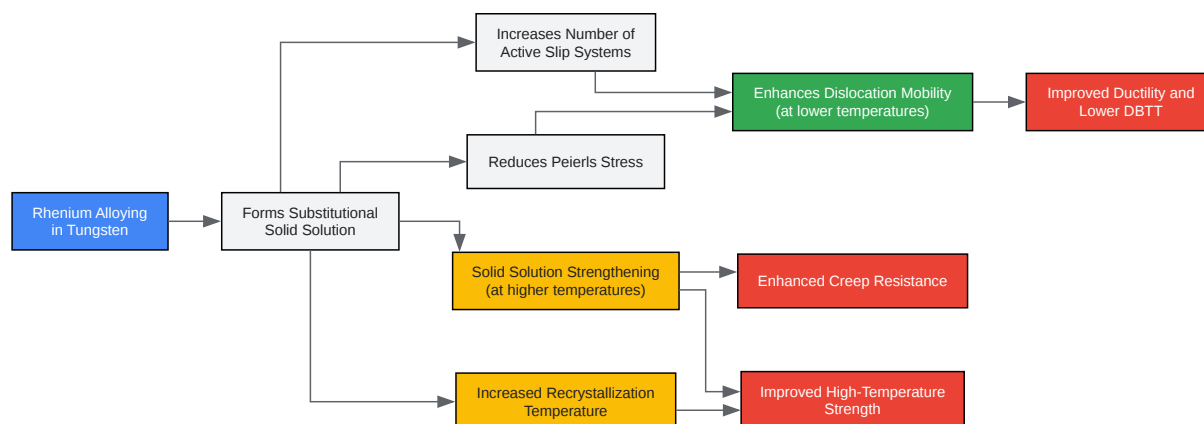 Increases Number of
Active Slip Systems
Enhances Dislocation Mobility
(at lower temperatures)
Improved Ductility and
Lower DBTT
Reduces Peierls Stress
Rhenium Alloying
in Tungsten
Forms Substitutional
Solid Solution
Solid Solution Strengthening
(at higher temperatures)
Enhanced Creep Resistance
Increased Recrystallization
Temperature
Improved High-Temperature
Strength